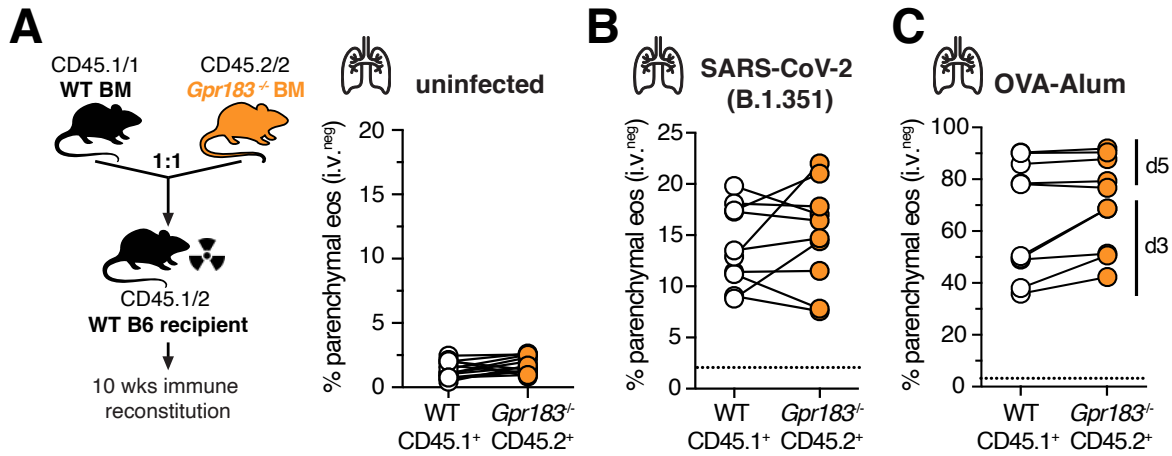 A
CD45.1/1
WT BM
CD45.2/2
Gpr183-/- BM
1:1
CD45.1/2
WT B6 recipient
10 wks immune
reconstitution
uninfected
% parenchymal eos (i.v.neg)
20
15
10
5
0
WT
CD45.1+
Gpr183-/-
CD45.2+
B
SARS-CoV-2
(B.1.351)
% parenchymal eos (i.v.neg)
25
20
15
10
5
0
WT
CD45.1+
Gpr183-/-
CD45.2+
C
OVA-Alum
% parenchymal eos (i.v.neg)
100
80
60
40
20
0
d5
d3
WT
CD45.1+
Gpr183-/-
CD45.2+